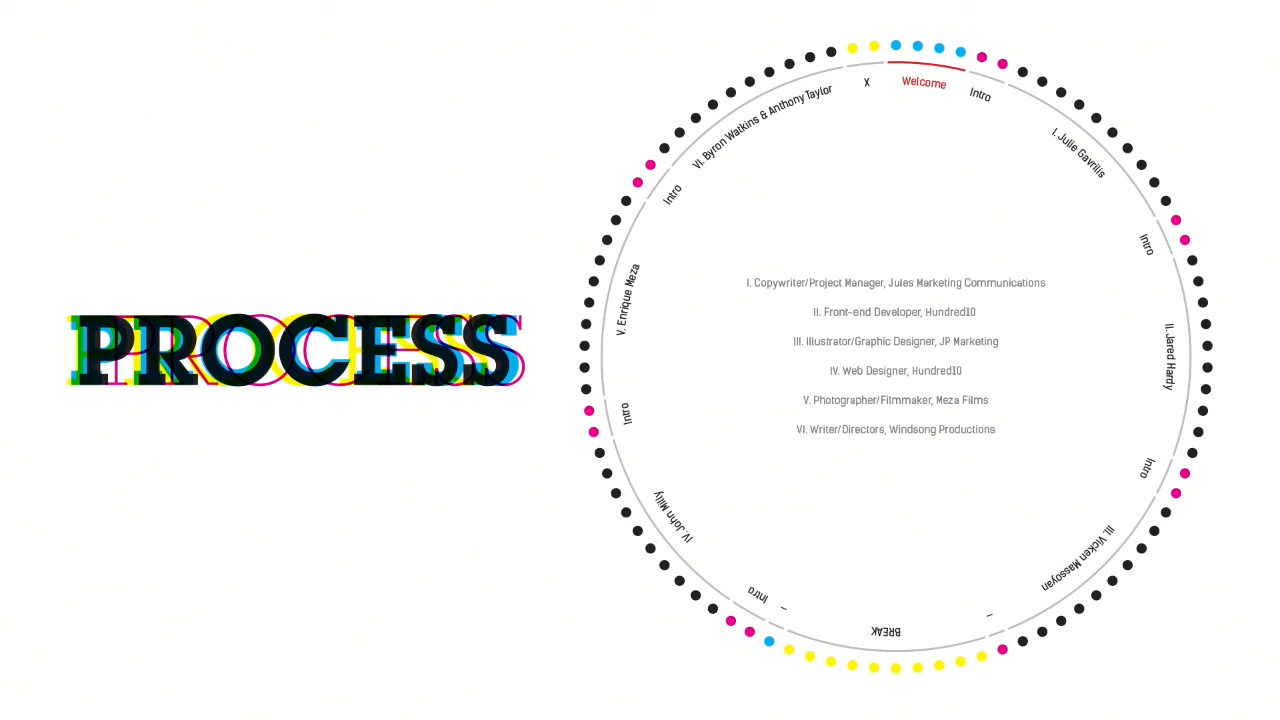 PROCESS
Welcome
Intro
I. Julie Gavrilis
Intro
II. Jared Hardy
Intro
III. Vicken Massoyan
–
BREAK
–
Intro
IV. John Milly
Intro
V. Enrique Meza
Intro
VI. Byron Watkins & Anthony Taylor
X
I. Copywriter/Project Manager, Jules Marketing Communications
II. Front-end Developer, Hundred10
III. Illustrator/Graphic Designer, JP Marketing
IV. Web Designer, Hundred10
V. Photographer/Filmmaker, Meza Films
VI. Writer/Directors, Windsong Productions